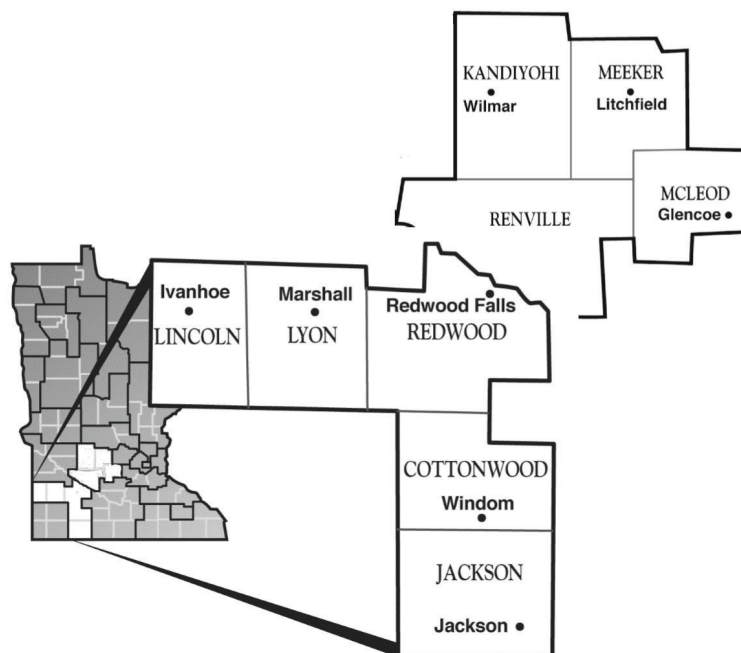 KANDIYOHI
Wilmar
MEEKER
Litchfield
RENVILLE
MCLEOD
Glencoe
Ivanhoe
LINCOLN
Marshall
LYON
Redwood Falls
REDWOOD
COTTONWOOD
Windom
JACKSON
Jackson